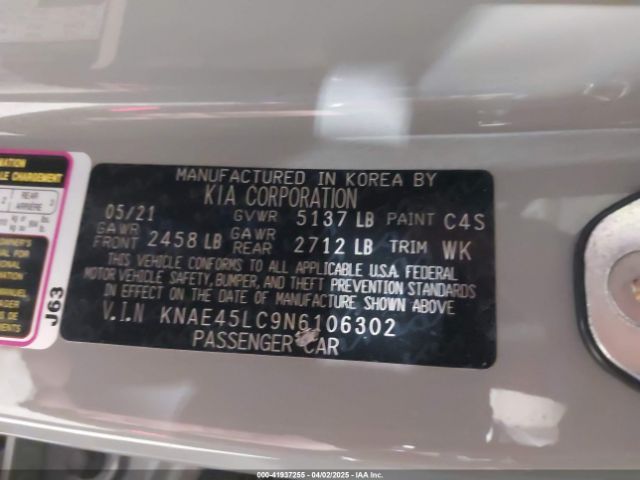 MANUFACTURED IN KOREA BY
KIA CORPORATION
05/21 GVWR 5137 LB PAINT C4S
GAWR FRONT 2458 LB GAWR REAR 2712 LB TRIM WK
THIS VEHICLE CONFORMS TO ALL APPLICABLE U.S.A. FEDERAL
MOTOR VEHICLE SAFETY, BUMPER, AND THEFT PREVENTION STANDARDS
IN EFFECT ON THE DATE OF MANUFACTURE SHOWN ABOVE
V.I.N KNAE45LC9N6106302
PASSENGER CAR
REAR
ARRIÈRE
J63
000-41937255 04/02/2025 - IAA Inc.